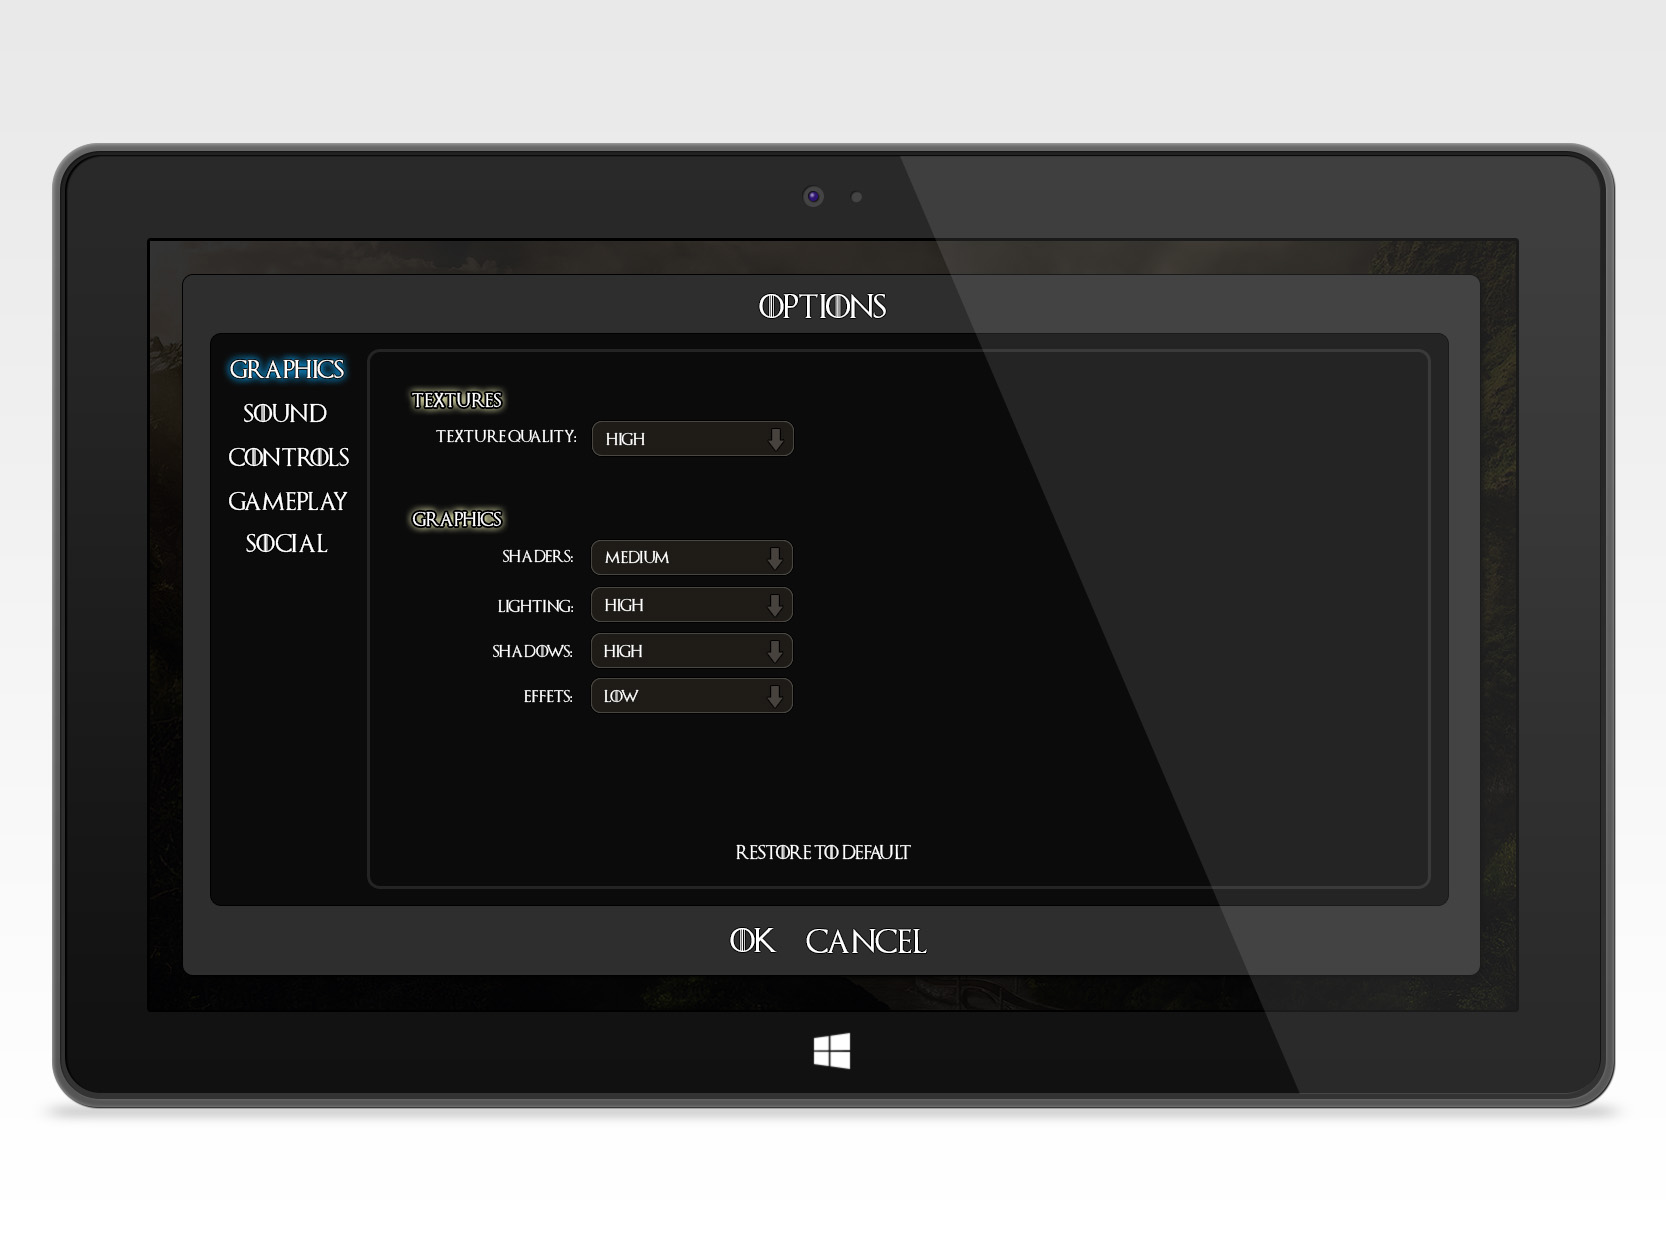 OPTIONS
GRAPHICS
SOUND
CONTROLS
GAMEPLAY
SOCIAL
TEXTURES
TEXTURE QUALITY: HIGH
GRAPHICS
SHADERS: MEDIUM
LIGHTING: HIGH
SHADOWS: HIGH
EFFETS: LOW
RESTORE TO DEFAULT
OK CANCEL